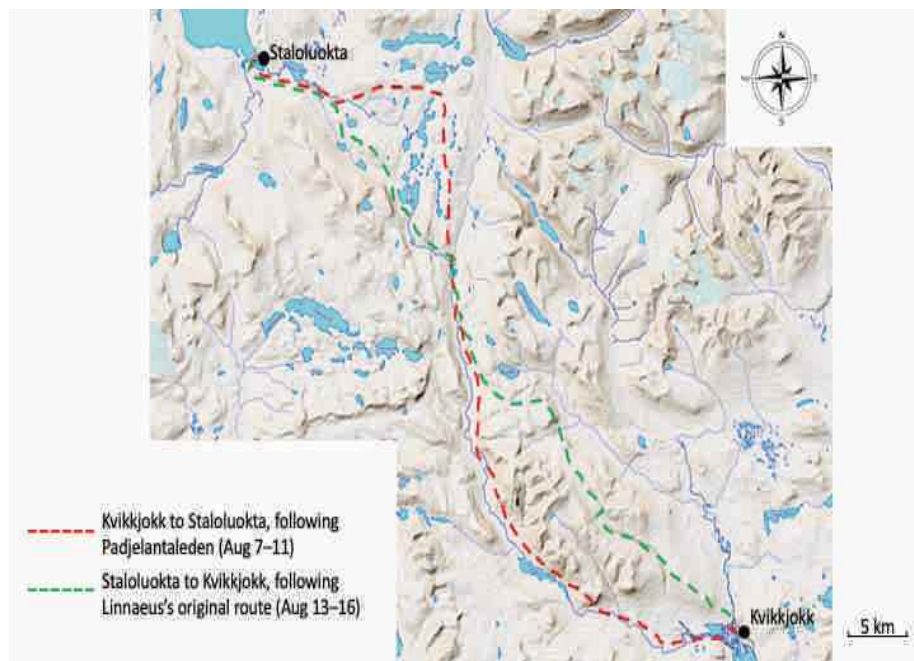 Staloluokta
N
W
E
S
Kvikkjokk to Staloluokta, following
Padjelantaleden (Aug 7–11)
Staloluokta to Kvikkjokk, following
Linnaeus's original route (Aug 13–16)
Kvikkjokk
5 km